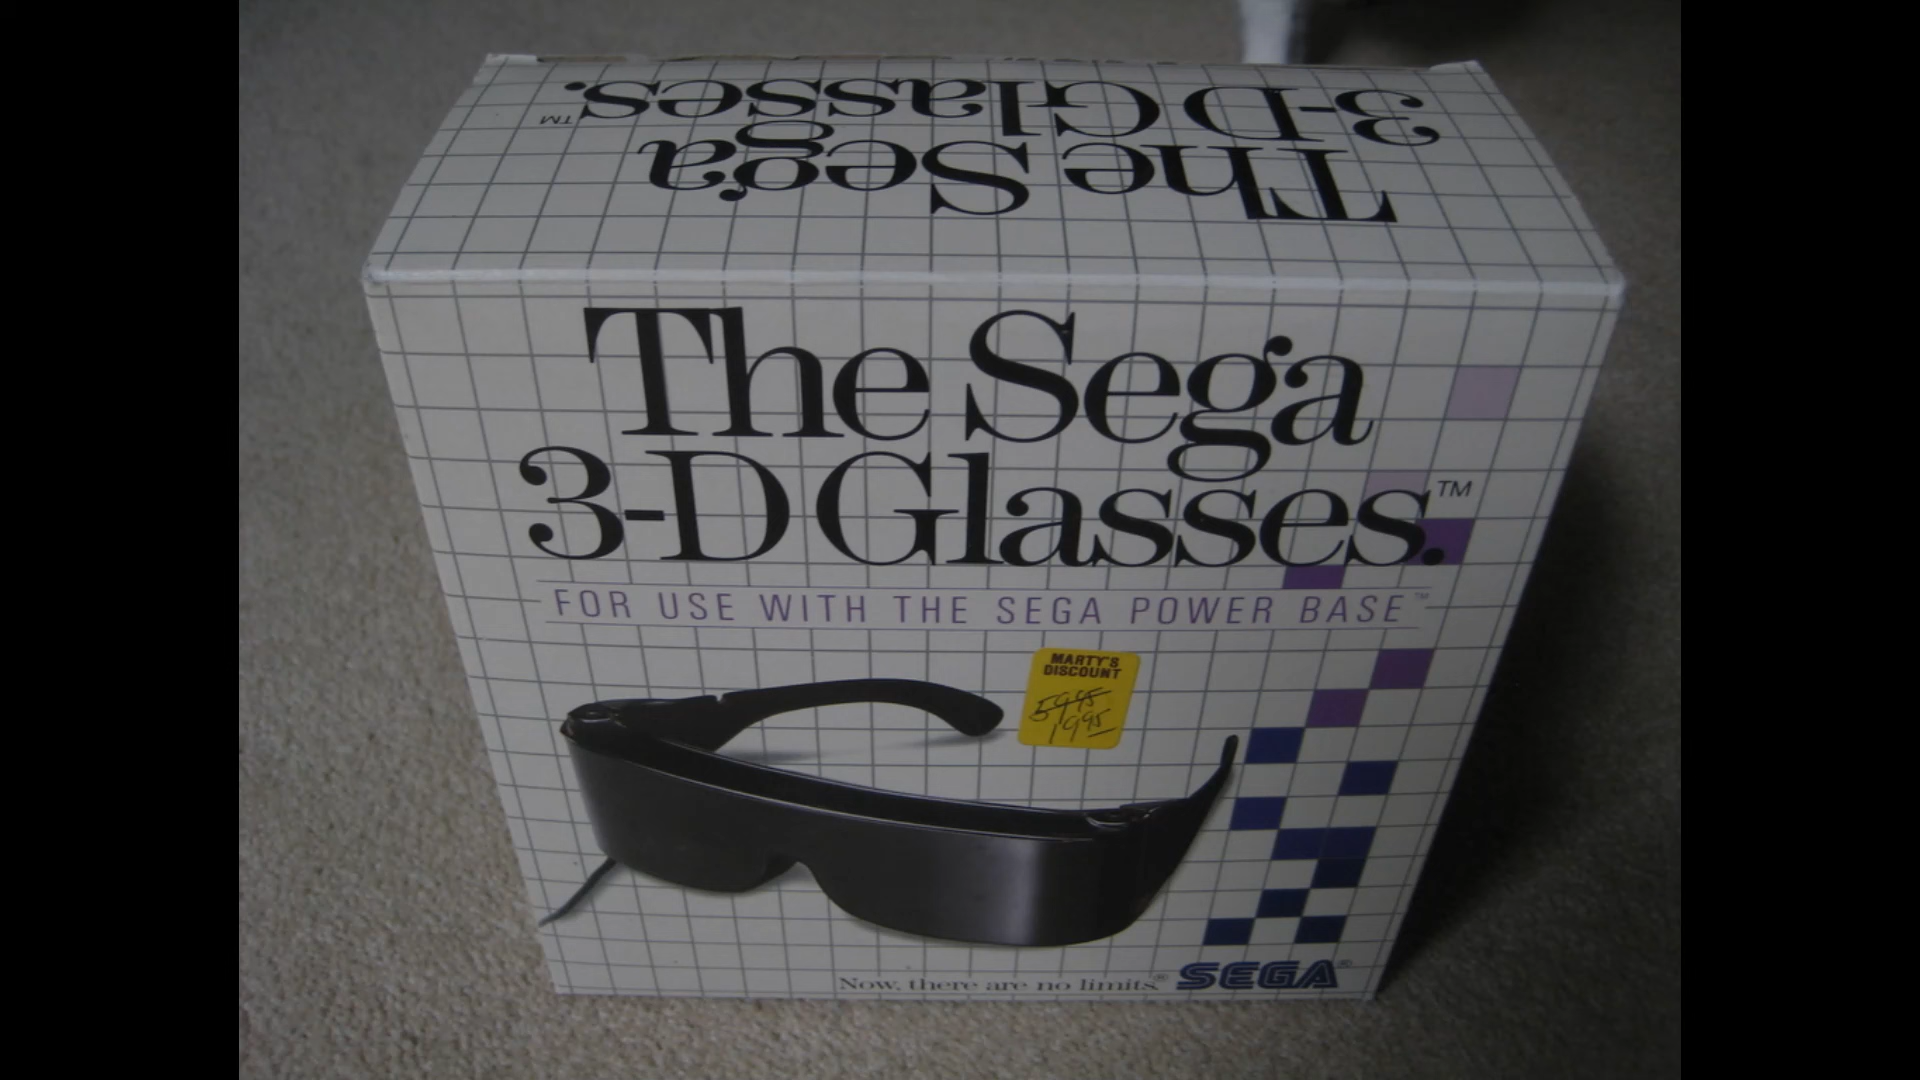 The Sega
3-D Glasses.™
The Sega
3-D Glasses.™
FOR USE WITH THE SEGA POWER BASE™
MARTY'S
DISCOUNT
59.95
19.95
Now, there are no limits.®
SEGA®